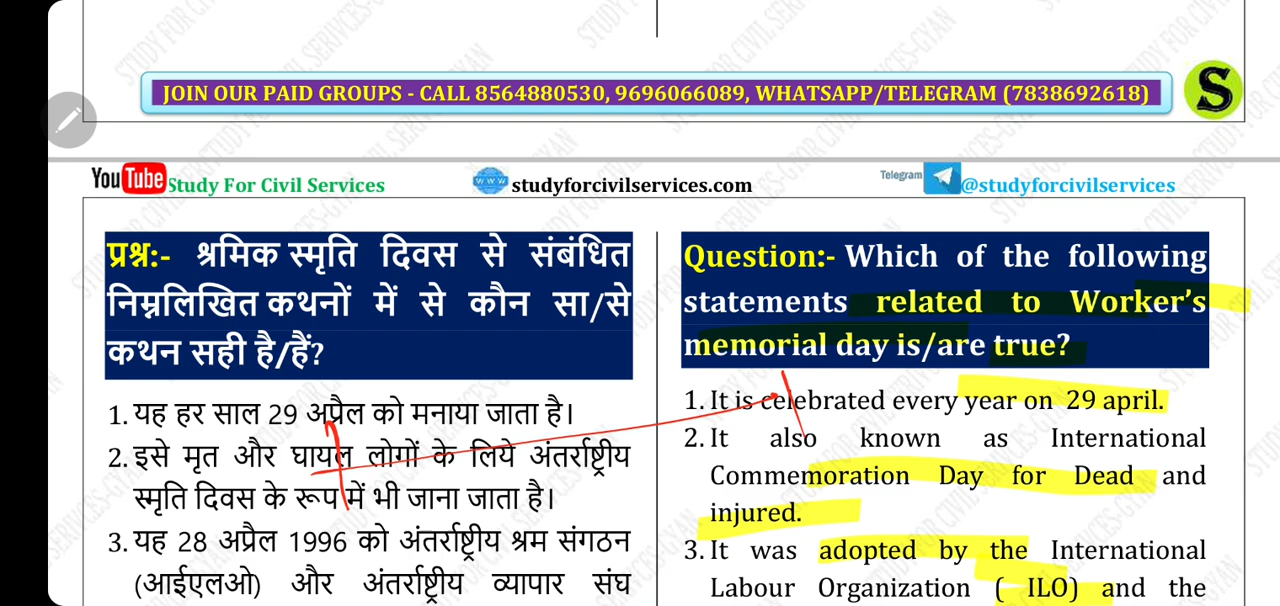 JOIN OUR PAID GROUPS - CALL 8564880530, 9696066089, WHATSAPP/TELEGRAM (7838692618)
S
YouTube Study For Civil Services
www studyforcivilservices.com
Telegram @studyforcivilservices
प्रश्न:- श्रमिक स्मृति दिवस से संबंधित
निम्नलिखित कथनों में से कौन सा/से
कथन सही है/हैं?
1. यह हर साल 29 अप्रैल को मनाया जाता है।
2. इसे मृत और घायल लोगों के लिये अंतर्राष्ट्रीय
स्मृति दिवस के रूप में भी जाना जाता है।
3. यह 28 अप्रैल 1996 को अंतर्राष्ट्रीय श्रम संगठन
(आईएलओ) और अंतर्राष्ट्रीय व्यापार संघ
Question:- Which of the following
statements related to Worker's
memorial day is/are true?
1. It is celebrated every year on 29 april.
2. It also known as International
Commemoration Day for Dead and
injured.
3. It was adopted by the International
Labour Organization ( ILO) and the